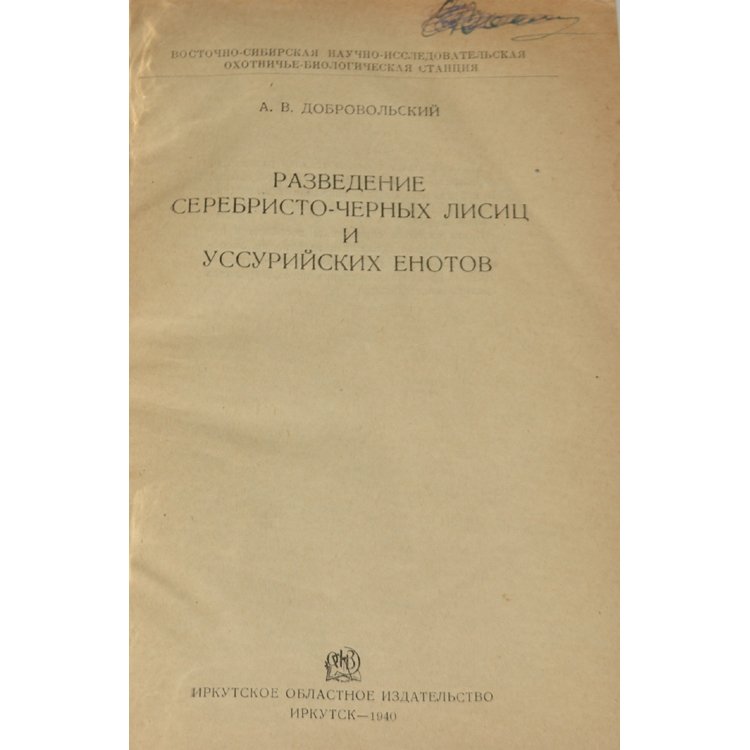 ВОСТОЧНО-СИБИРСКАЯ НАУЧНО-ИССЛЕДОВАТЕЛЬСКАЯ
ОХОТНИЧЬЕ-БИОЛОГИЧЕСКАЯ СТАНЦИЯ
А. В. ДОБРОВОЛЬСКИЙ
РАЗВЕДЕНИЕ
СЕРЕБРИСТО-ЧЕРНЫХ ЛИСИЦ
И
УССУРИЙСКИХ ЕНОТОВ
ИРКУТСКОЕ ОБЛАСТНОЕ ИЗДАТЕЛЬСТВО
ИРКУТСК—1940